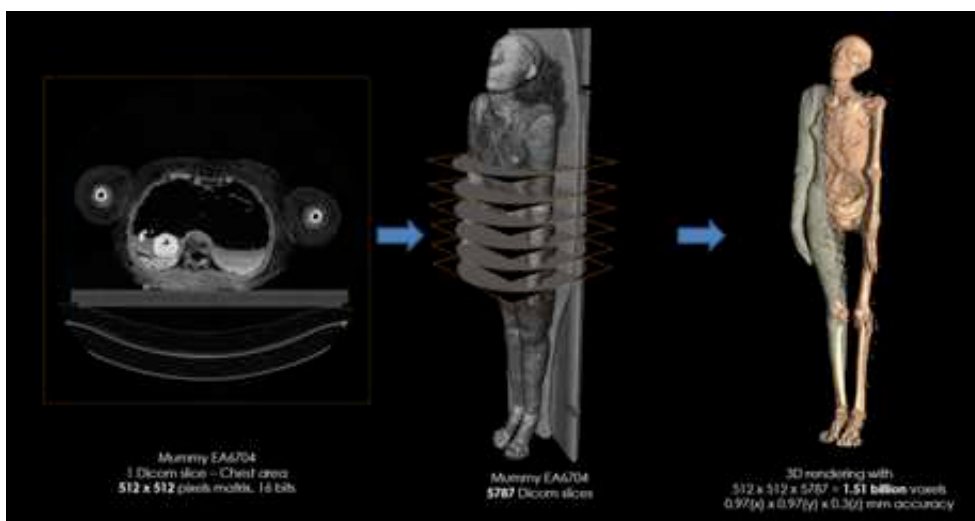 Mummy EA6704
1 Dicom slice – Chest area
512 x 512 pixels matrix, 16 bits
Mummy EA6704
5787 Dicom slices
3D rendering with
512 x 512 x 5787 = 1.51 billion voxels
0.97(x) x 0.97(y) x 0.3(z) mm accuracy